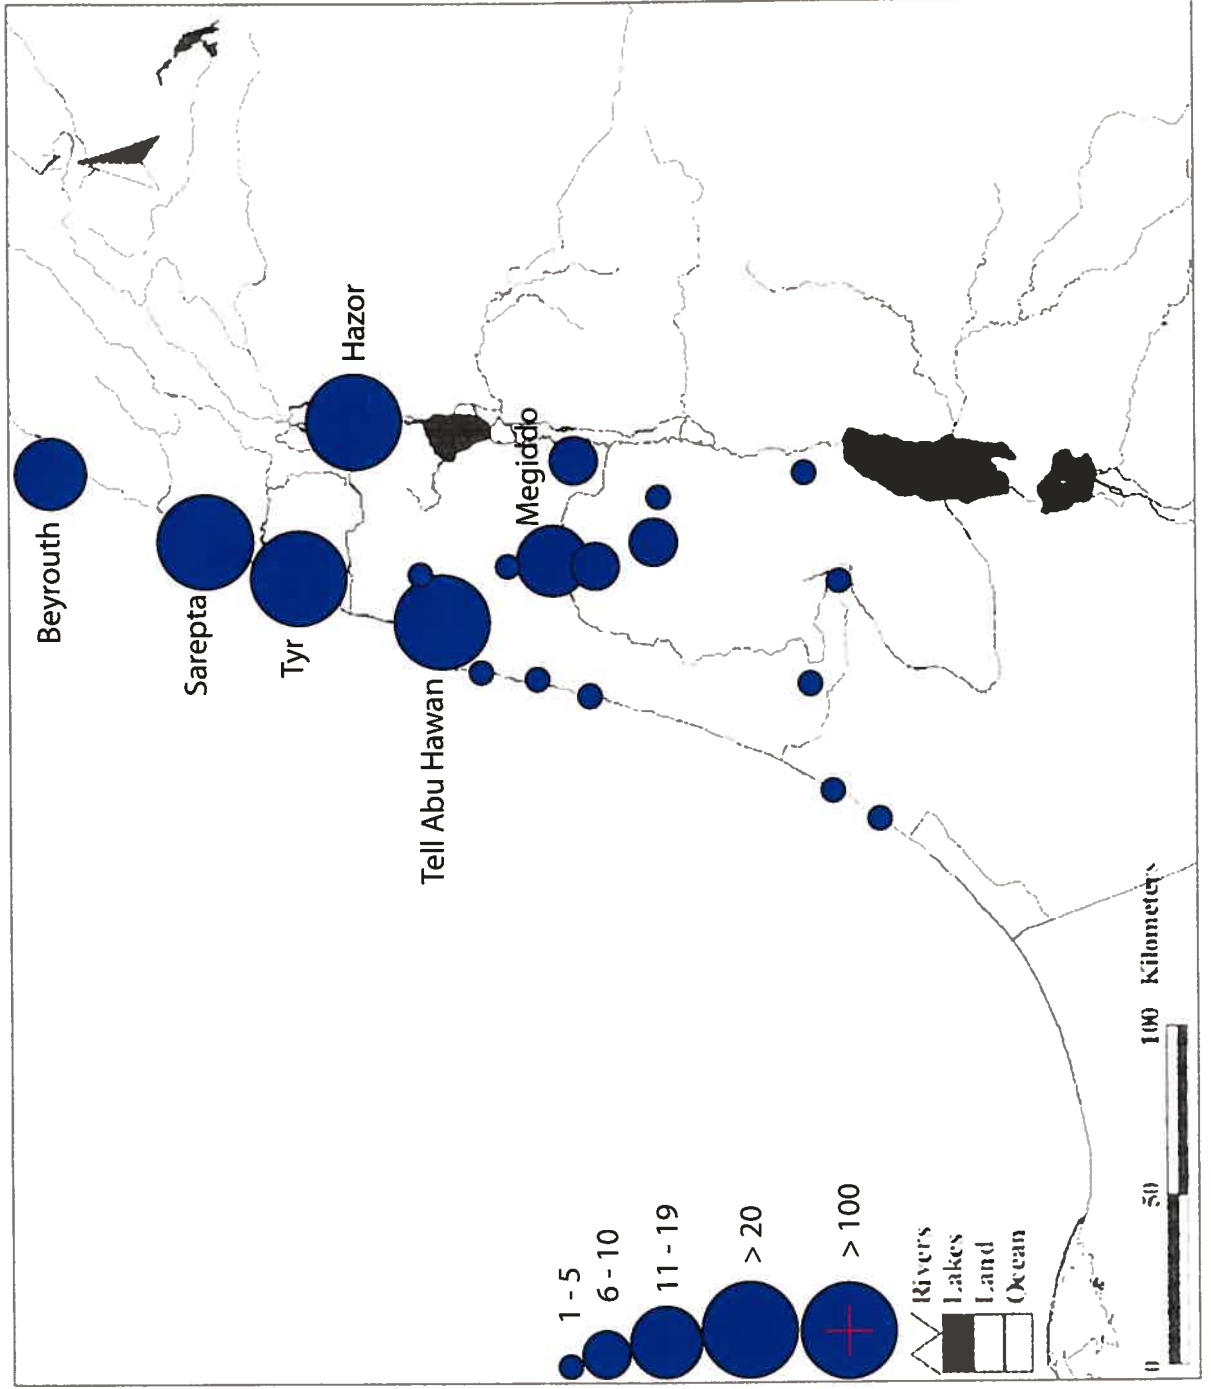 Beyrouth
Sarepta
Tyr
Hazor
Tell Abu Hawan
Megiddo
1 - 5
6 - 10
11 - 19
> 20
> 100
Rivers
Lakes
Land
Ocean
0 50 100 Kilometers